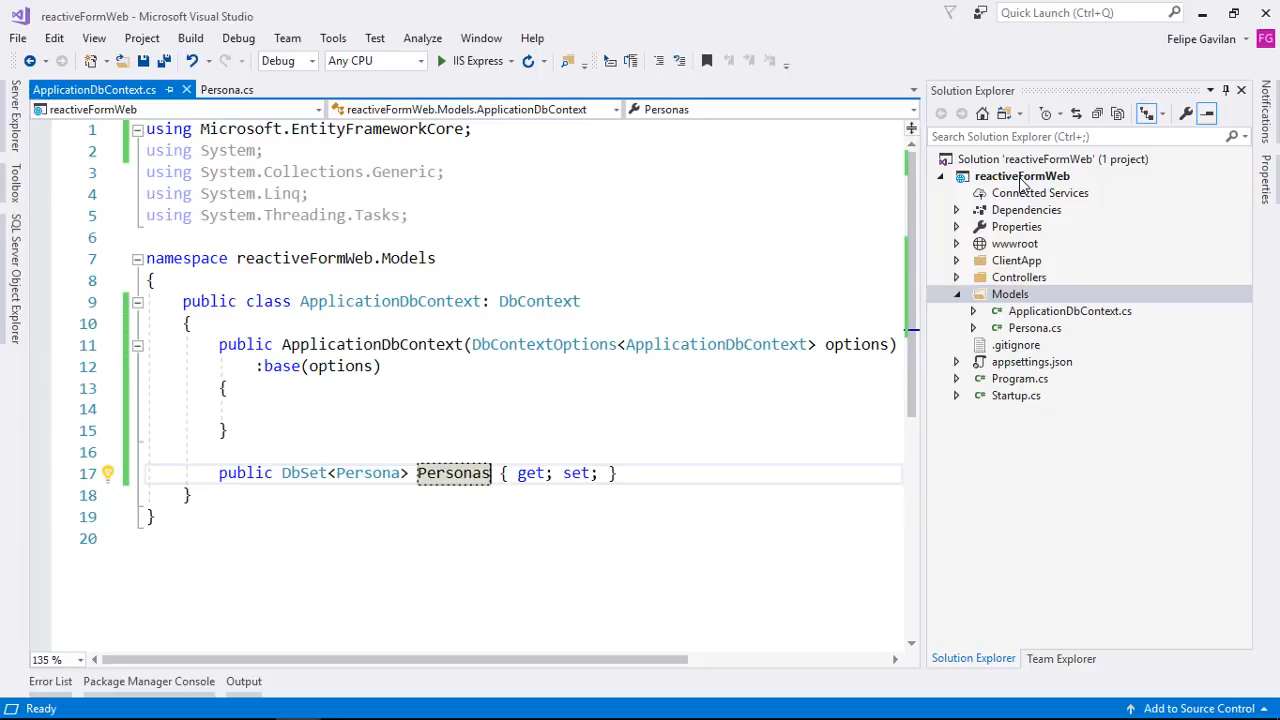 reactiveFormWeb - Microsoft Visual Studio
Quick Launch (Ctrl+Q)
File Edit View Project Build Debug Team Tools Test Analyze Window Help
Felipe Gavilan FG
Debug Any CPU IIS Express
ApplicationDbContext.cs Persona.cs
reactiveFormWeb reactiveFormWeb.Models.ApplicationDbContext Personas
1 using Microsoft.EntityFrameworkCore;
2 using System;
3 using System.Collections.Generic;
4 using System.Linq;
5 using System.Threading.Tasks;
6
7 namespace reactiveFormWeb.Models
8 {
9 public class ApplicationDbContext: DbContext
10 {
11 public ApplicationDbContext(DbContextOptions<ApplicationDbContext> options)
12 :base(options)
13 {
14
15 }
16
17 public DbSet<Persona> Personas { get; set; }
18 }
19 }
20
135 %
Server Explorer
Toolbox
SQL Server Object Explorer
Solution Explorer
Search Solution Explorer (Ctrl+;)
Solution 'reactiveFormWeb' (1 project)
reactiveFormWeb
Connected Services
Dependencies
Properties
wwwroot
ClientApp
Controllers
Models
ApplicationDbContext.cs
Persona.cs
.gitignore
appsettings.json
Program.cs
Startup.cs
Solution Explorer Team Explorer
Notifications
Properties
Error List Package Manager Console Output
Ready
Add to Source Control